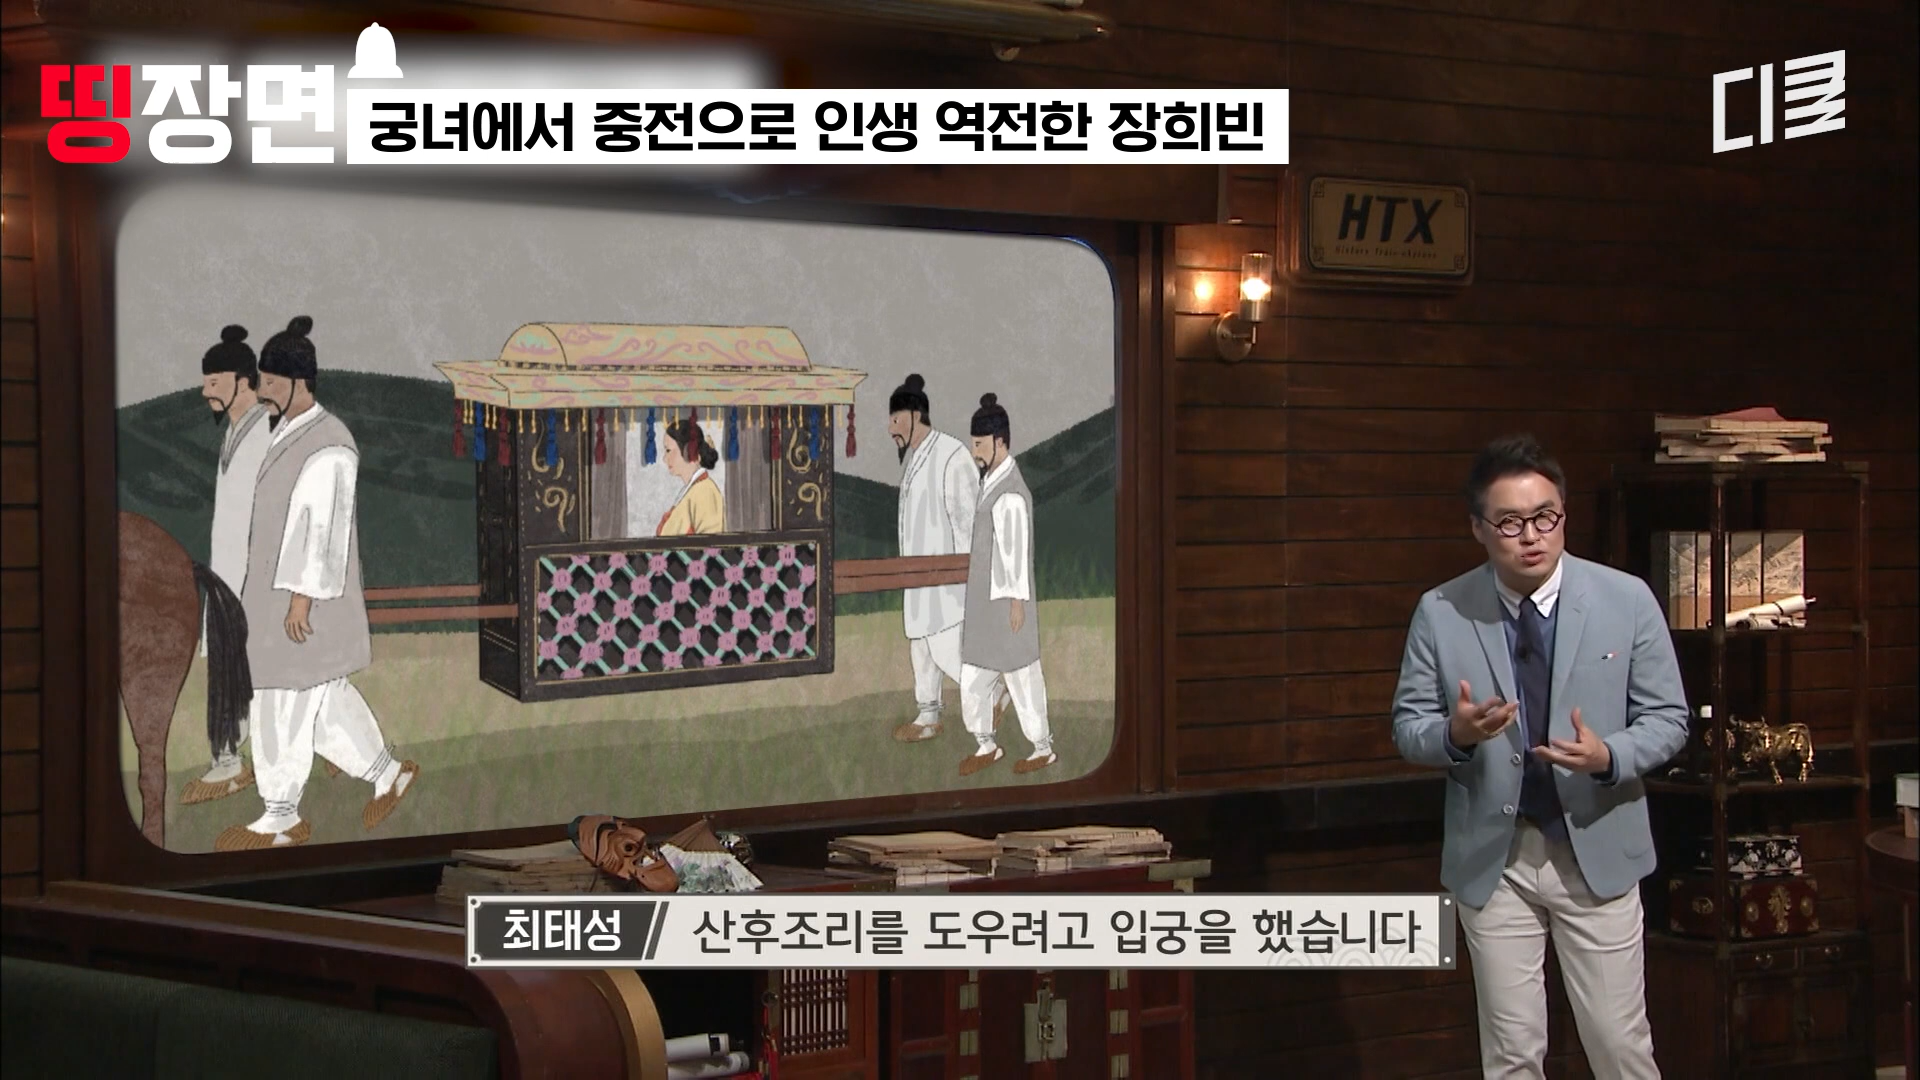 띵장면
궁녀에서 중전으로 인생 역전한 장희빈
디클
HTX
최태성
산후조리를 도우려고 입궁을 했습니다